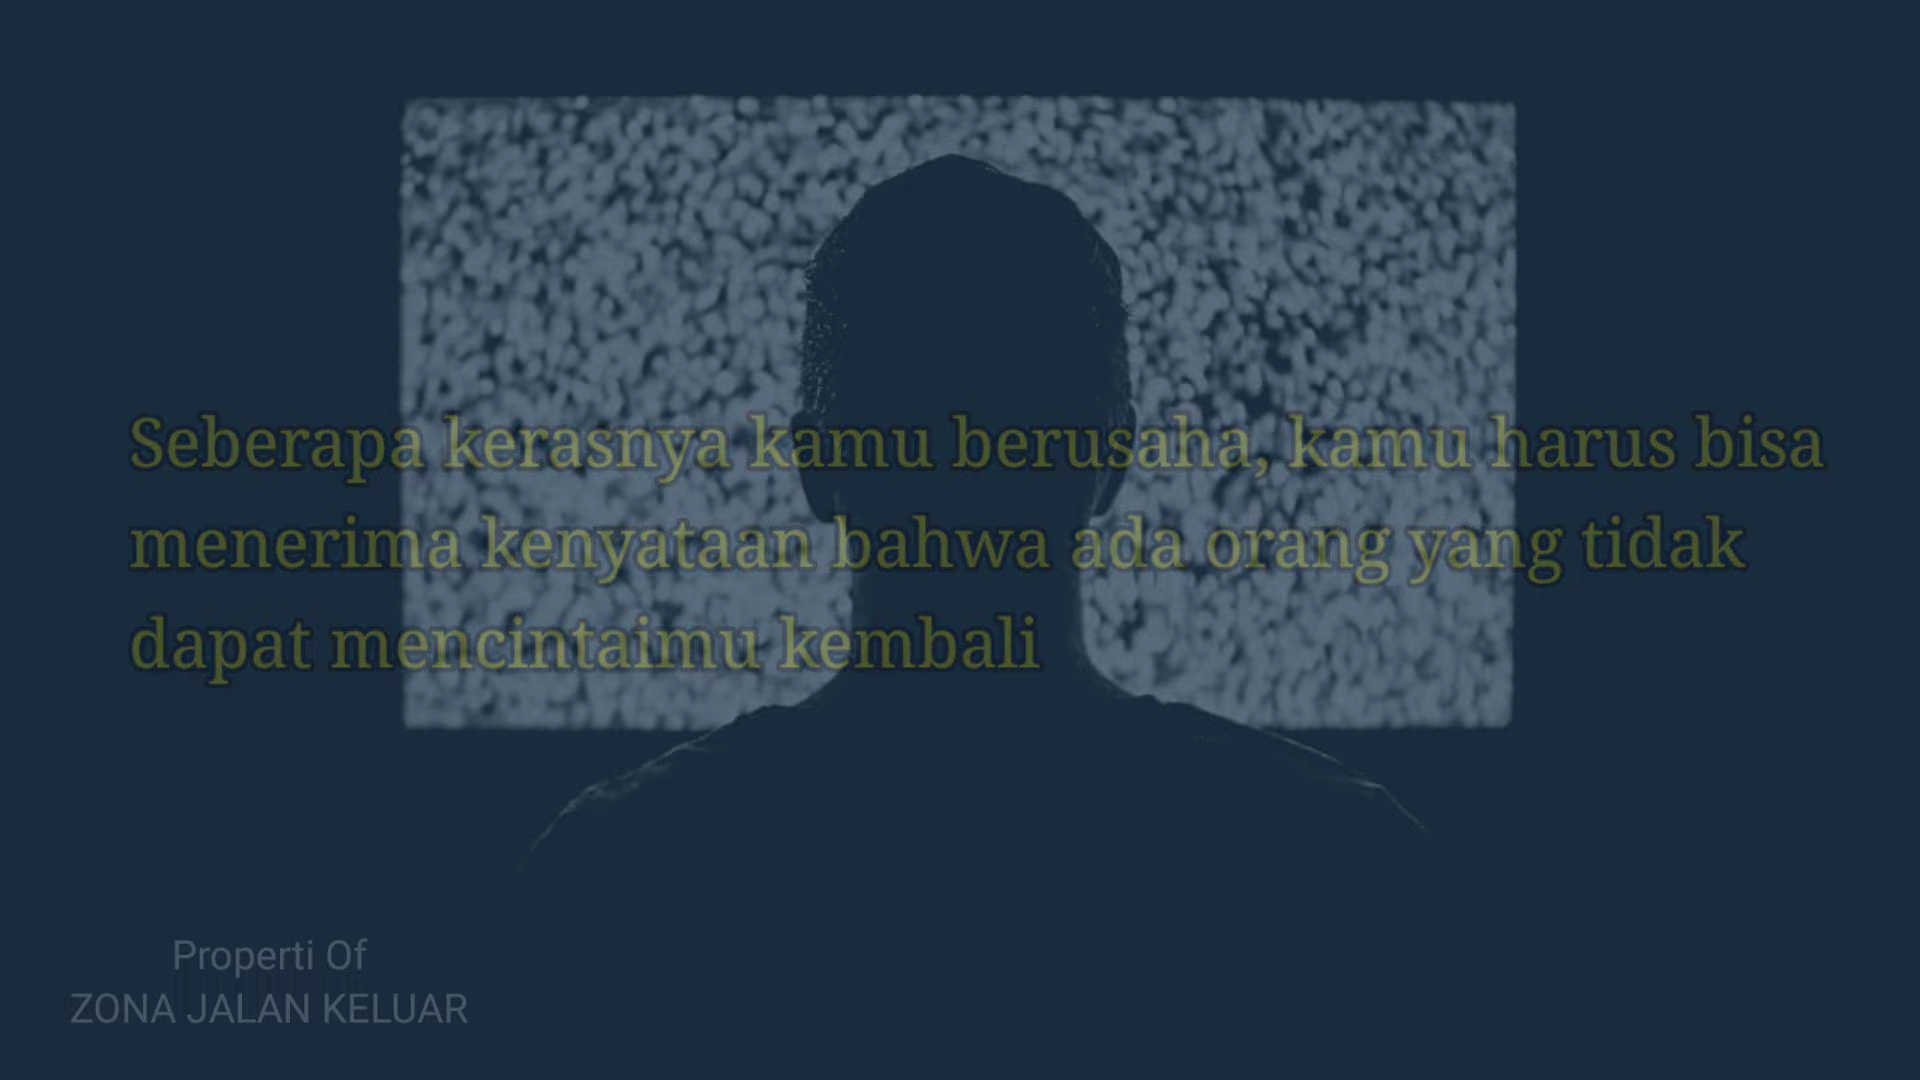 Seberapa kerasnya kamu berusaha, kamu harus bisa
menerima kenyataan bahwa ada orang yang tidak
dapat mencintaimu kembali
Properti Of
ZONA JALAN KELUAR